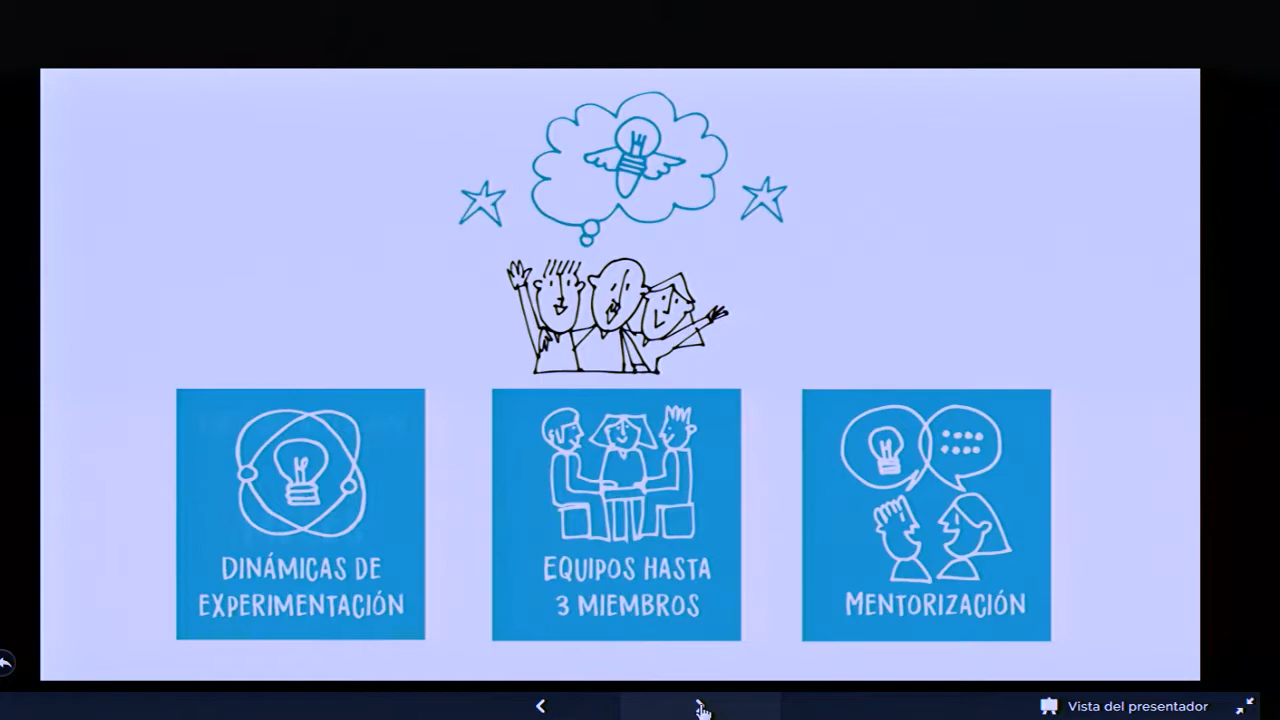 DINÁMICAS DE
EXPERIMENTACIÓN
EQUIPOS HASTA
3 MIEMBROS
MENTORIZACIÓN
Vista del presentador